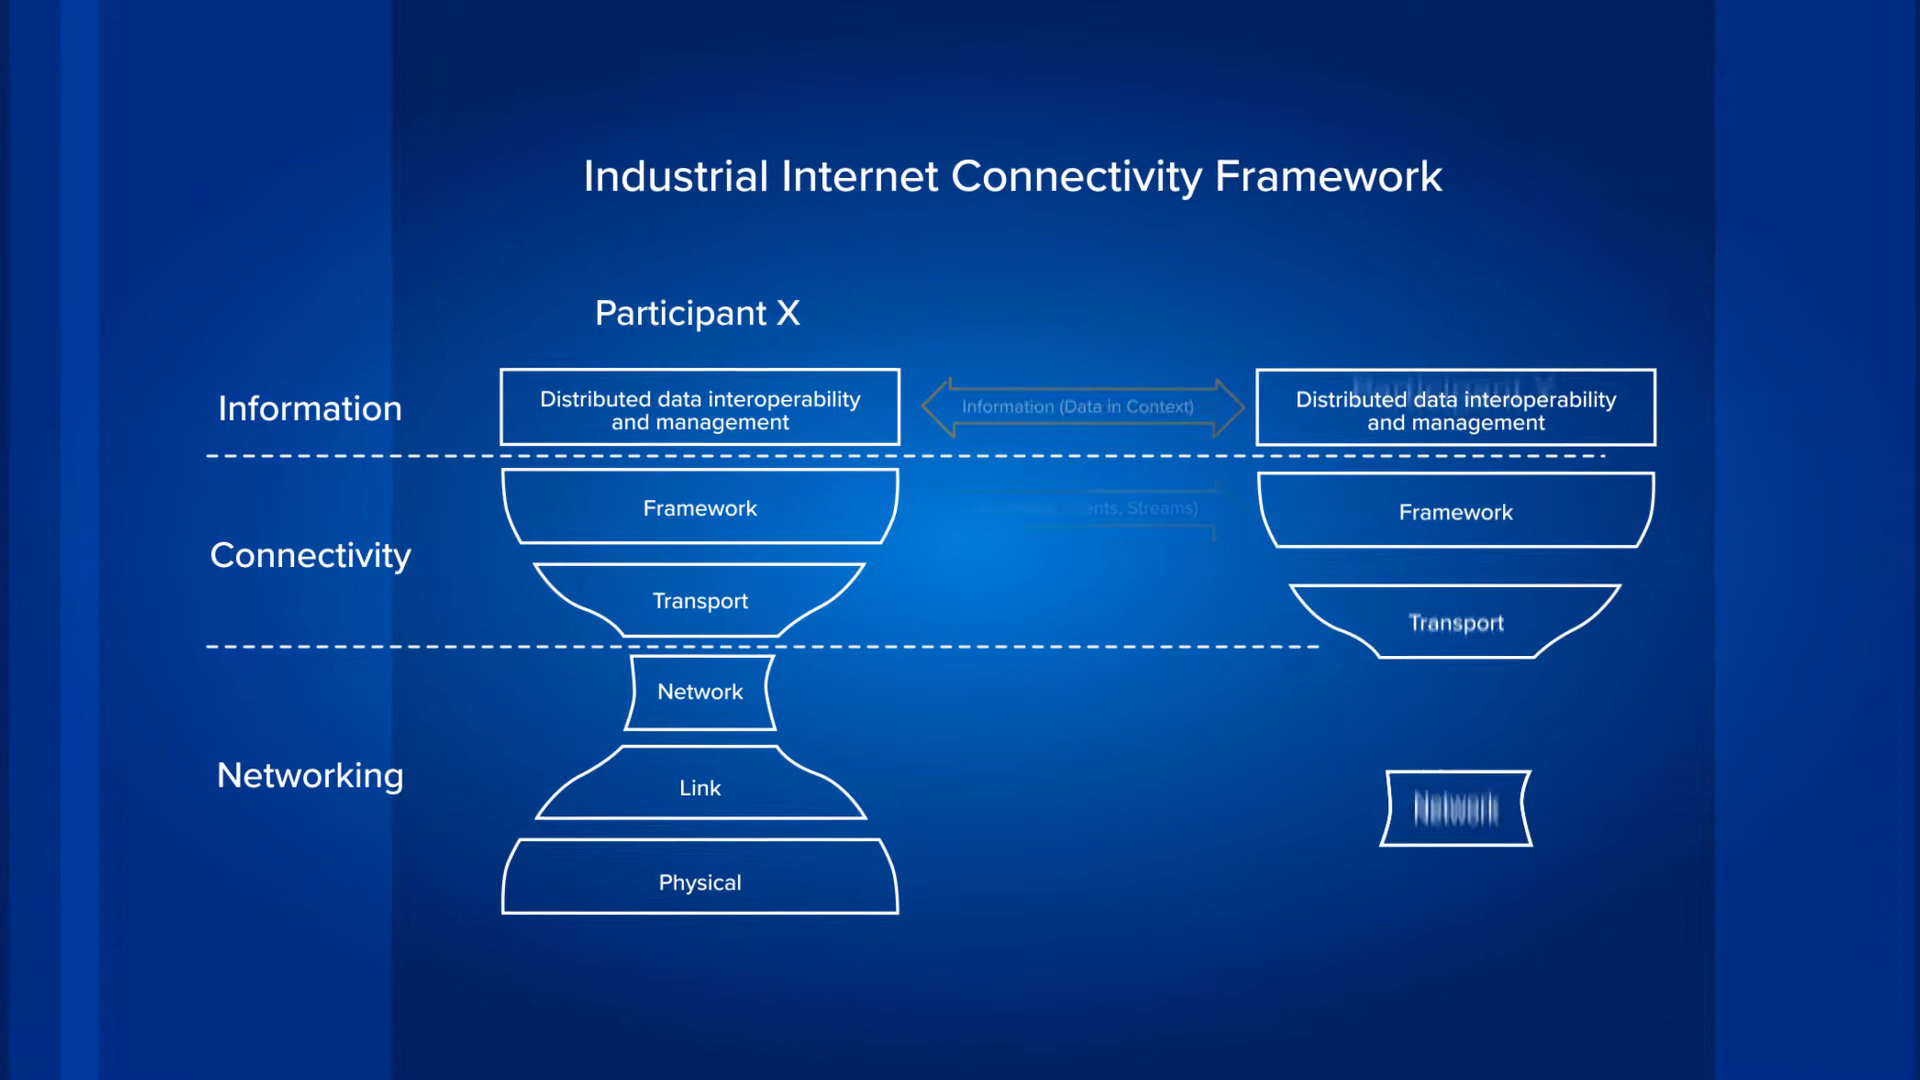 Industrial Internet Connectivity Framework
Participant X
Information
Distributed data interoperability
and management
Information (Data in Context)
Distributed data interoperability
and management
Connectivity
Framework
Streams)
Framework
Transport
Transport
Networking
Network
Network
Link
Physical